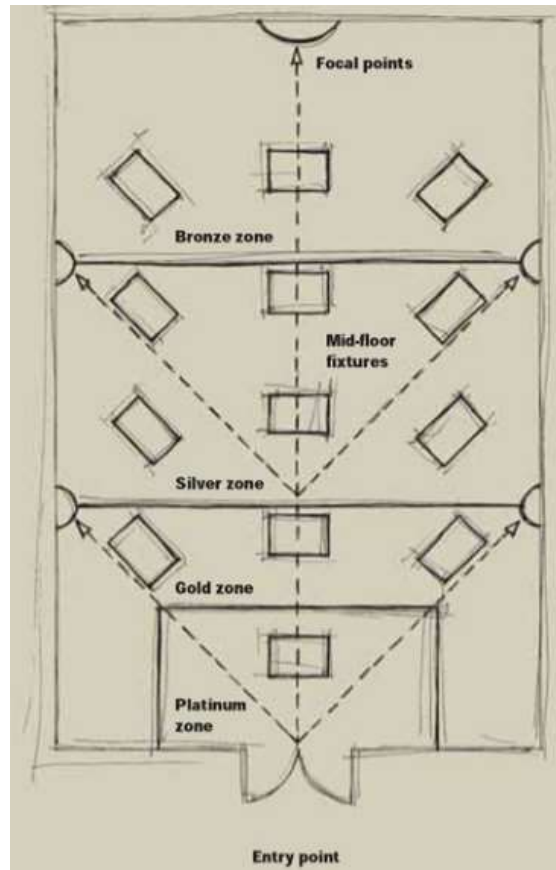 Focal points
Bronze zone
Mid-floor
fixtures
Silver zone
Gold zone
Platinum
zone
Entry point